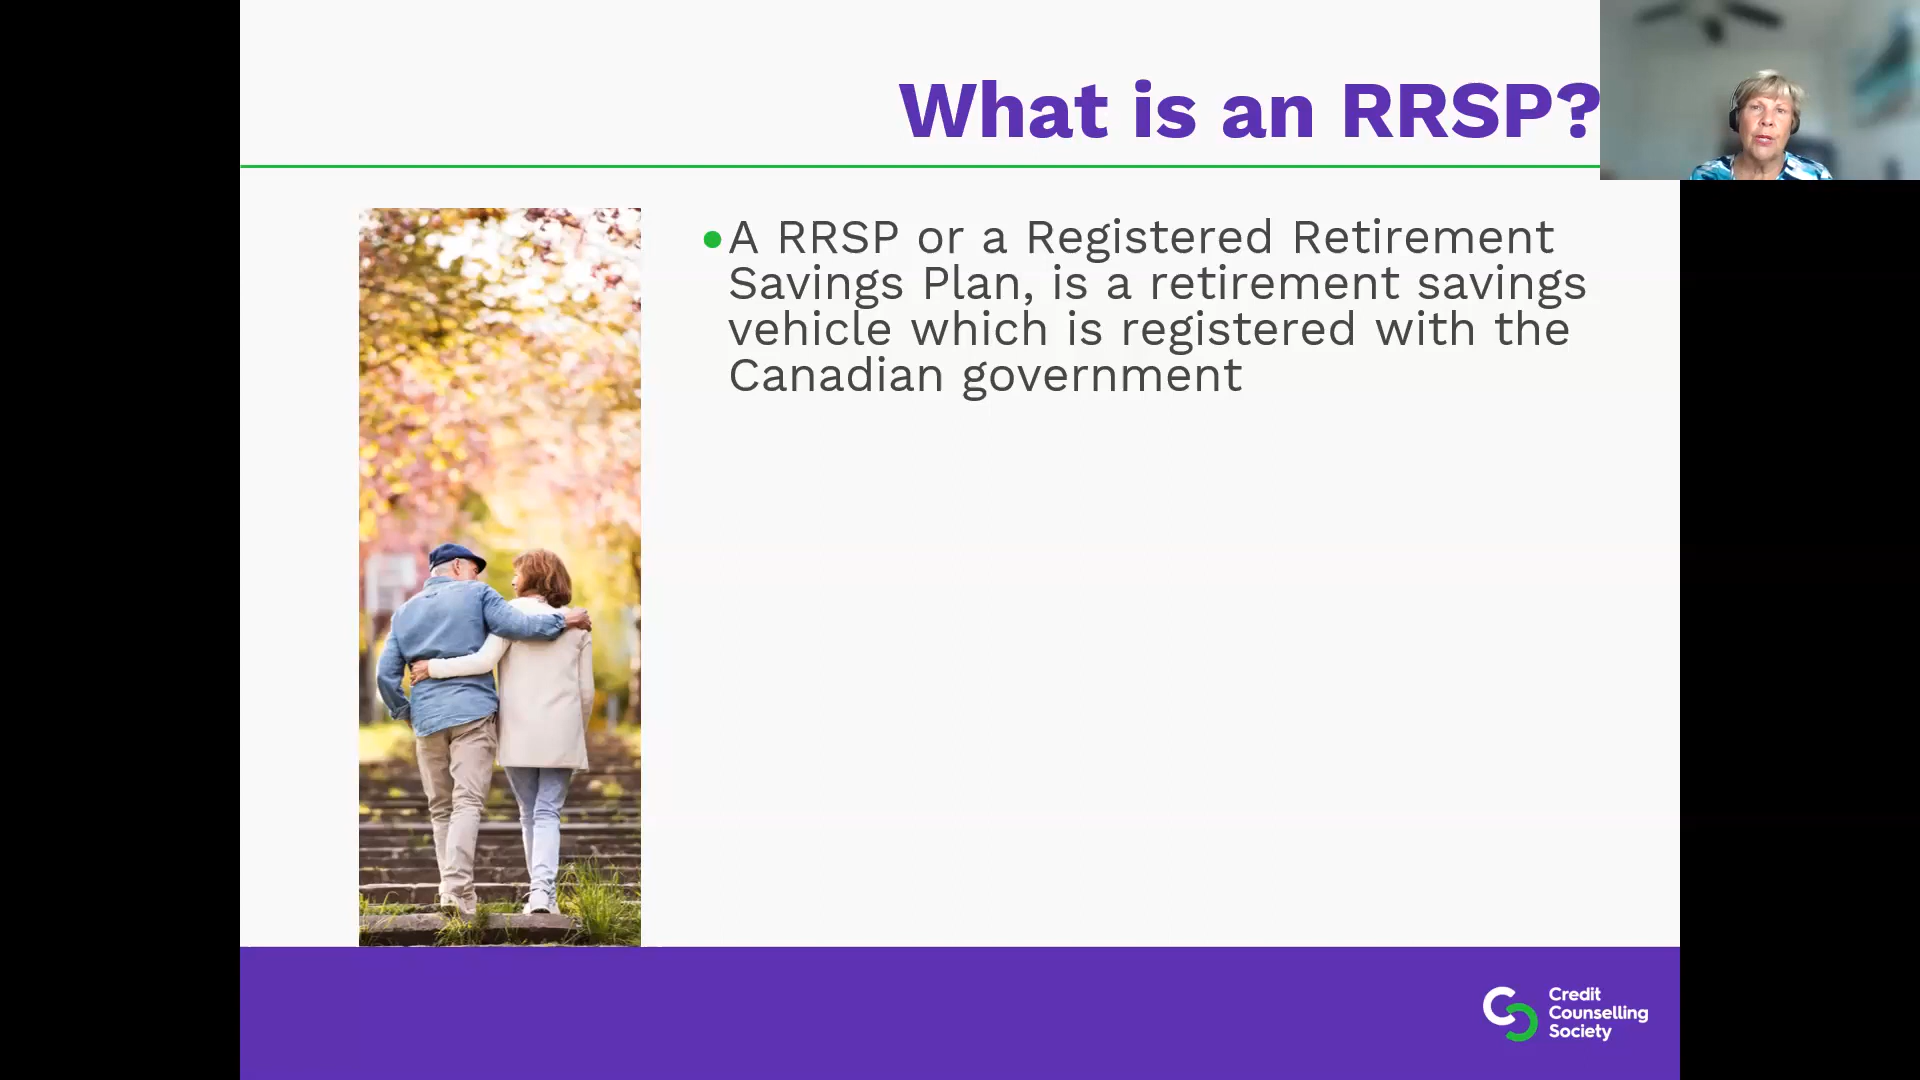 What is an RRSP?
A RRSP or a Registered Retirement
Savings Plan, is a retirement savings
vehicle which is registered with the
Canadian government
Credit
Counselling
Society